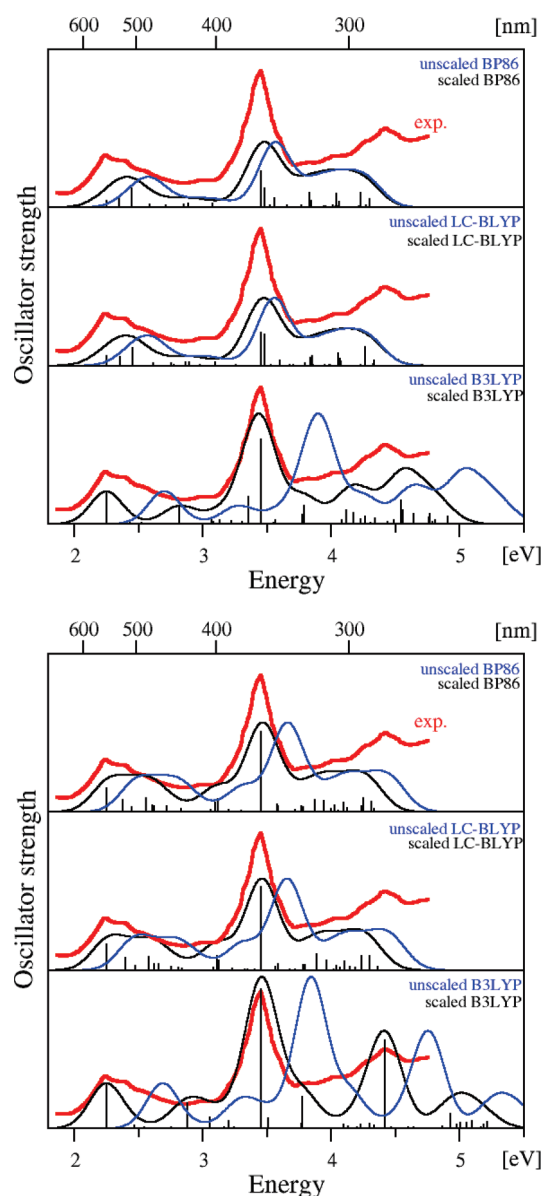 600 500 400 300 [nm]
unscaled BP86
scaled BP86
exp.
unscaled LC-BLYP
scaled LC-BLYP
Oscillator strength
unscaled B3LYP
scaled B3LYP
2 3 4 5 [eV]
Energy
600 500 400 300 [nm]
unscaled BP86
scaled BP86
exp.
unscaled LC-BLYP
scaled LC-BLYP
Oscillator strength
unscaled B3LYP
scaled B3LYP
2 3 4 5 [eV]
Energy